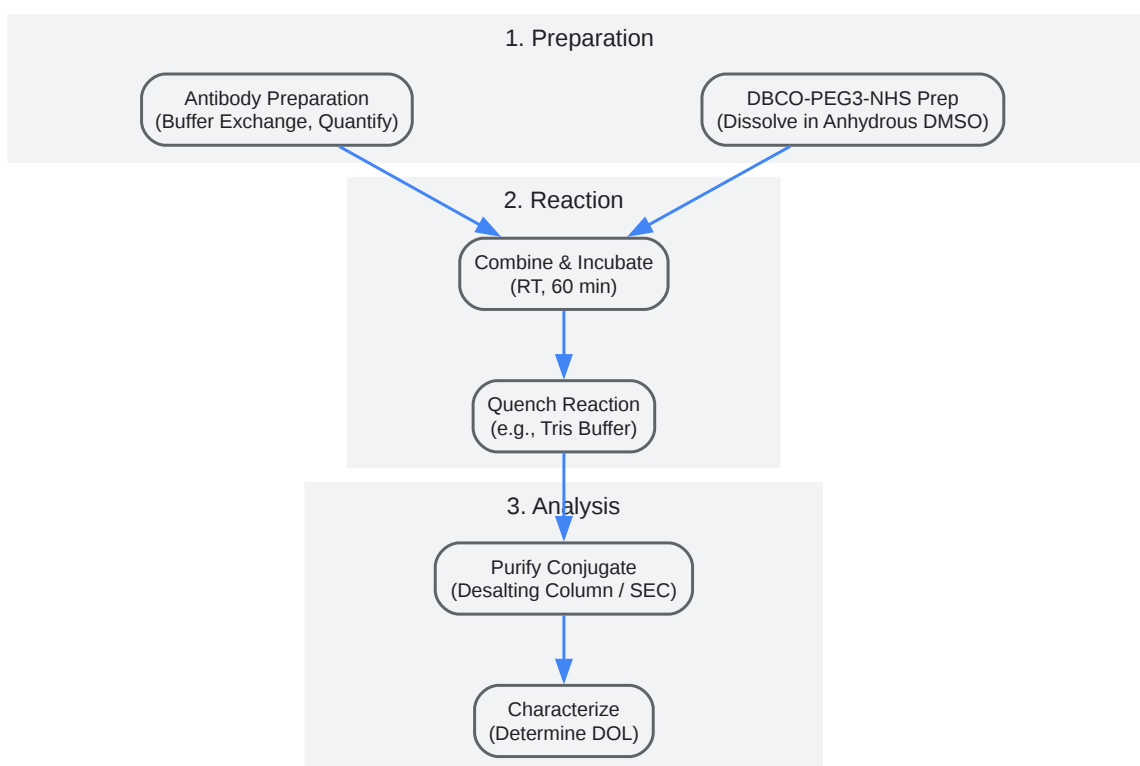 1. Preparation
Antibody Preparation
(Buffer Exchange, Quantify)
DBCO-PEG3-NHS Prep
(Dissolve in Anhydrous DMSO)
2. Reaction
Combine & Incubate
(RT, 60 min)
Quench Reaction
(e.g., Tris Buffer)
3. Analysis
Purify Conjugate
(Desalting Column / SEC)
Characterize
(Determine DOL)